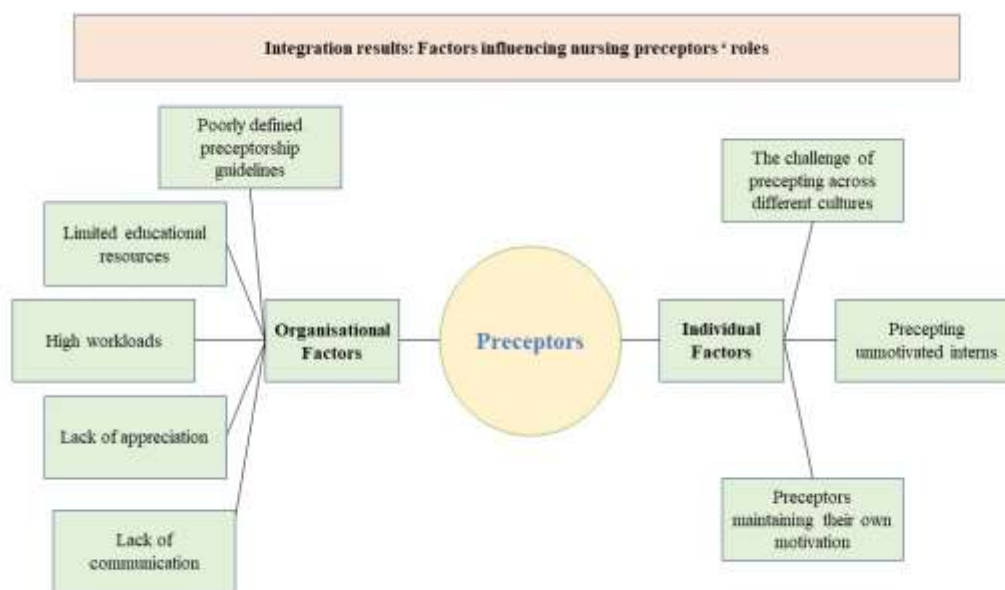 Integration results: Factors influencing nursing preceptors ‘ roles
Poorly defined
preceptorship
guidelines
Limited educational
resources
High workloads
Lack of appreciation
Lack of
communication
Organisational
Factors
Preceptors
Individual
Factors
The challenge of
precepting across
different cultures
Precepting
unmotivated interns
Preceptors
maintaining their own
motivation